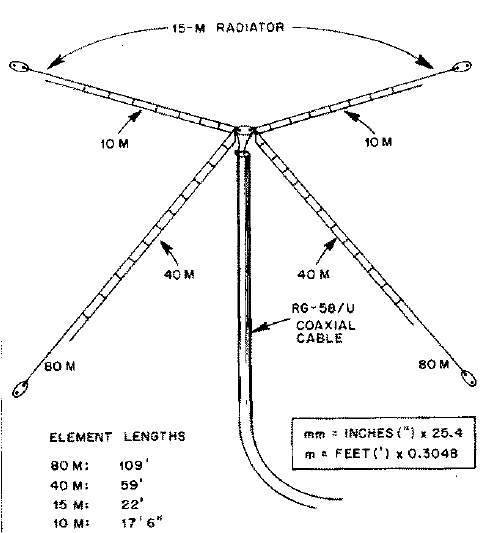 15-M RADIATOR
10 M
10 M
40 M
40 M
RG-58/U
COAXIAL
CABLE
80 M
80 M
ELEMENT LENGTHS
80 M: 109'
40 M: 59'
15 M: 22'
10 M: 17'6"
mm = INCHES(") x 25.4
m = FEET(') x 0.3048